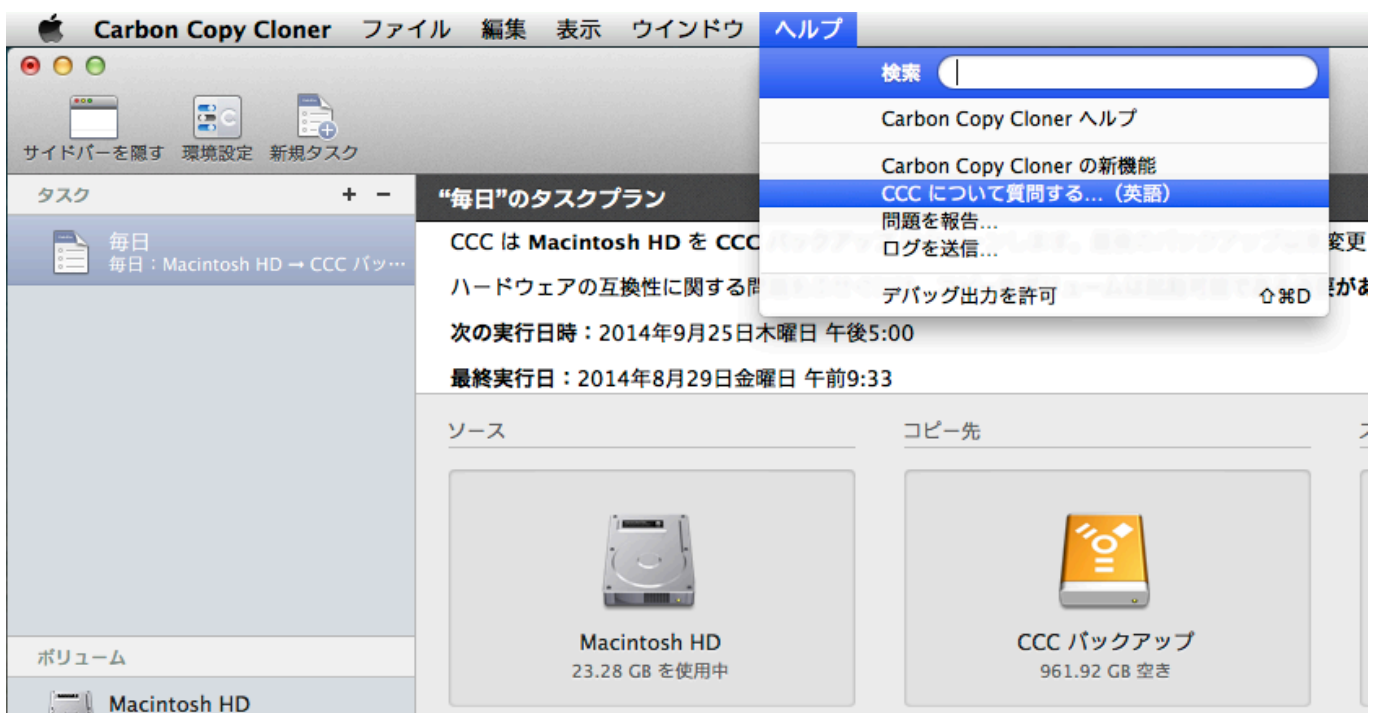 Carbon Copy Cloner ファイル 編集 表示 ウインドウ ヘルプ
検索
Carbon Copy Cloner ヘルプ
Carbon Copy Cloner の新機能
CCC について質問する...（英語）
問題を報告...
ログを送信...
デバッグ出力を許可 ⇧⌘D
サイドバーを隠す 環境設定 新規タスク
タスク + −
毎日
毎日：Macintosh HD → CCC バッ…
“毎日”のタスクプラン
CCC は Macintosh HD を CCC 変更
ハードウェアの互換性に関する
次の実行日時：2014年9月25日木曜日 午後5:00
最終実行日：2014年8月29日金曜日 午前9:33
ソース
コピー先
Macintosh HD
23.28 GB を使用中
CCC バックアップ
961.92 GB 空き
ボリューム
Macintosh HD